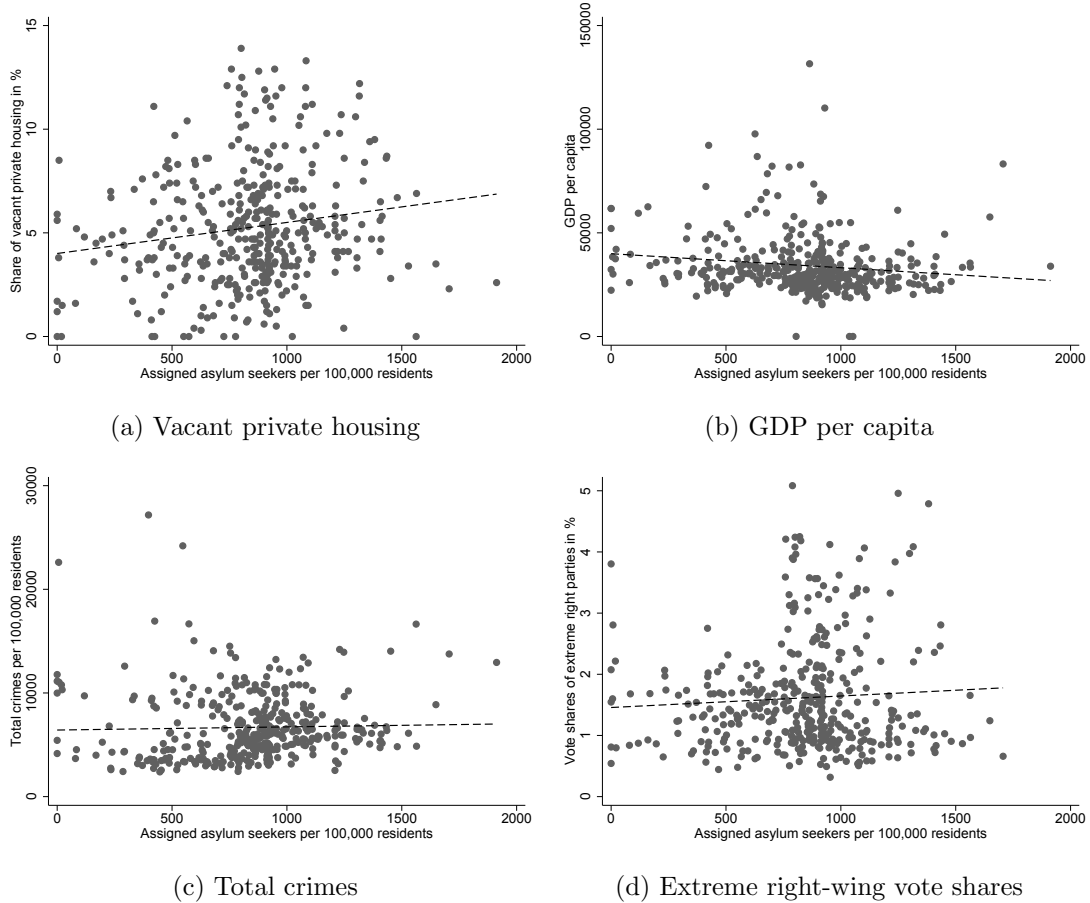 Share of vacant private housing in %
15
10
5
0
0 500 1000 1500 2000
Assigned asylum seekers per 100,000 residents
(a) Vacant private housing
GDP per capita
150000
100000
50000
0
0 500 1000 1500 2000
Assigned asylum seekers per 100,000 residents
(b) GDP per capita
Total crimes per 100,000 residents
30000
20000
10000
0
0 500 1000 1500 2000
Assigned asylum seekers per 100,000 residents
(c) Total crimes
Vote shares of extreme right parties in %
5
4
3
2
1
0
0 500 1000 1500 2000
Assigned asylum seekers per 100,000 residents
(d) Extreme right-wing vote shares